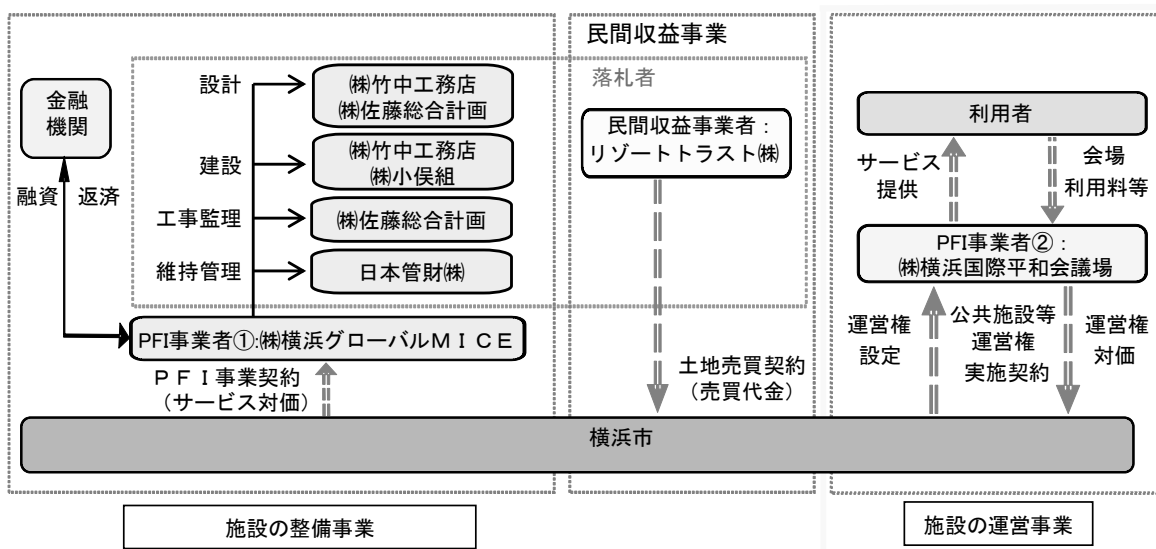 民間収益事業
落札者
金融
機関
融資
返済
設計
㈱竹中工務店
㈱佐藤総合計画
建設
㈱竹中工務店
㈱小俣組
工事監理
㈱佐藤総合計画
維持管理
日本管財㈱
PFI事業者①:㈱横浜グローバルＭＩＣＥ
ＰＦＩ事業契約
（サービス対価）
民間収益事業者：
リゾートトラスト㈱
土地売買契約
（売買代金）
利用者
サービス
提供
会場
利用料等
PFI事業者②：
㈱横浜国際平和会議場
運営権
設定
公共施設等
運営権
実施契約
運営権
対価
横浜市
施設の整備事業
施設の運営事業